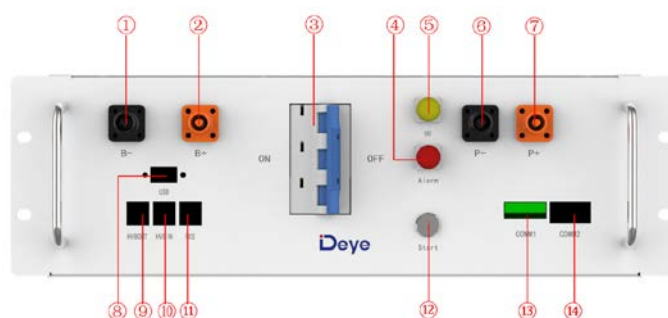 ① ② ③ ④ ⑤ ⑥ ⑦
B- B+ P- P+
HV
ON OFF
Alarm
USB
Deye
Start
COMM1 COMM2
⑧ ⑨ ⑩ ⑪ ⑫ ⑬ ⑭